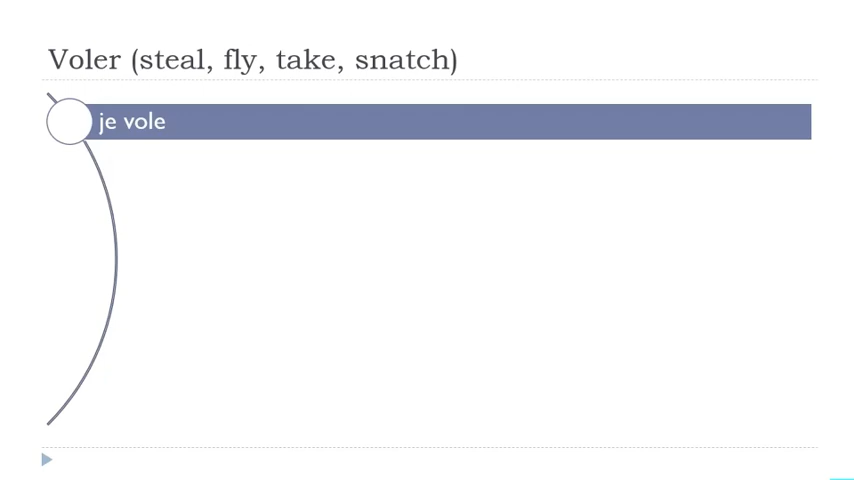 Voler (steal, fly, take, snatch)
je vole